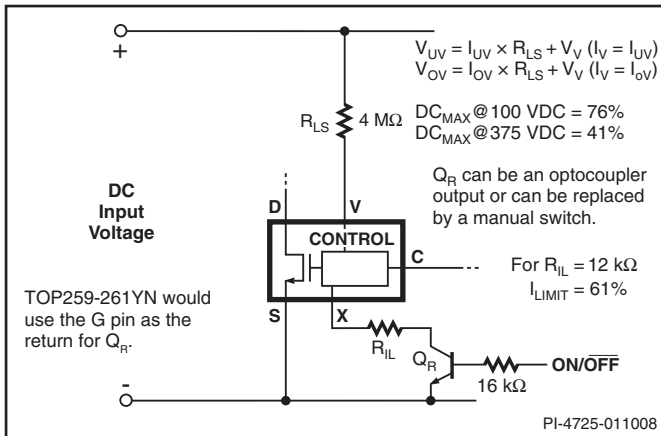 +
V_UV = I_UV × R_LS + V_V (I_V = I_UV)
V_OV = I_OV × R_LS + V_V (I_V = I_oV)
R_LS
4 MΩ
DC_MAX@100 VDC = 76%
DC_MAX@375 VDC = 41%
Q_R can be an optocoupler
output or can be replaced
by a manual switch.
DC
Input
Voltage
D
V
CONTROL
C
For R_IL = 12 kΩ
I_LIMIT = 61%
TOP259-261YN would
use the G pin as the
return for Q_R.
S
X
R_IL
Q_R
ON/O̅F̅F̅
16 kΩ
-
PI-4725-011008